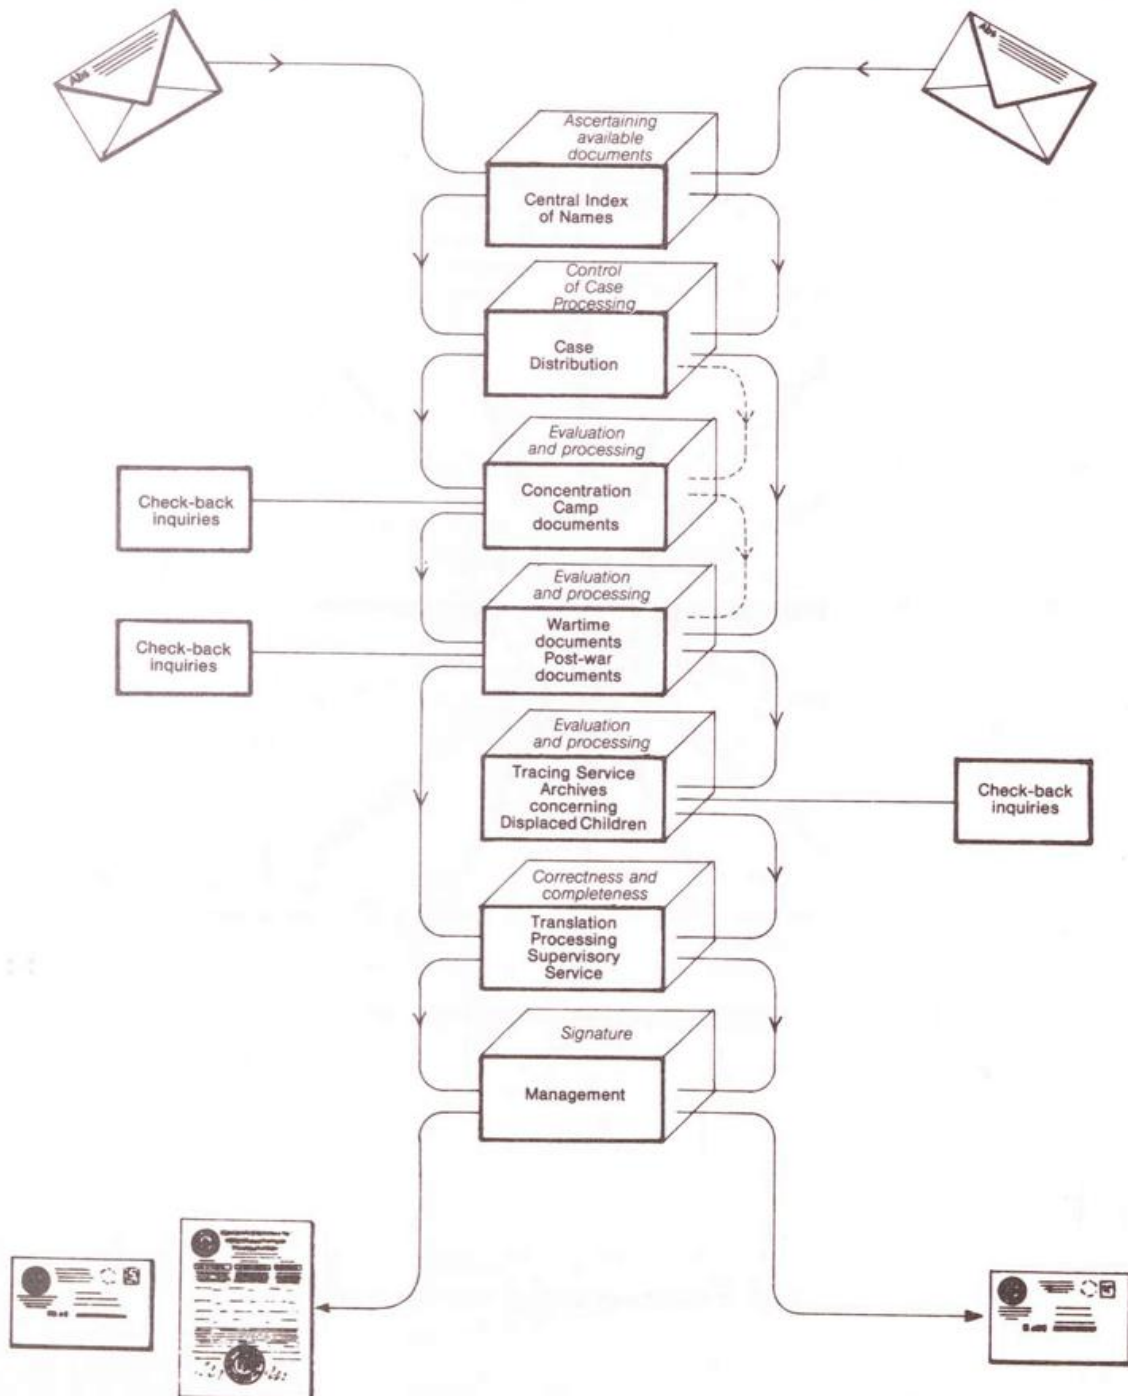 Abs
Abs
Ascertaining
available
documents
Central Index
of Names
Control
of Case
Processing
Case
Distribution
Evaluation
and processing
Check-back
inquiries
Concentration
Camp
documents
Evaluation
and processing
Check-back
inquiries
Wartime
documents
Post-war
documents
Evaluation
and processing
Tracing Service
Archives
concerning
Displaced Children
Check-back
inquiries
Correctness and
completeness
Translation
Processing
Supervisory
Service
Signature
Management